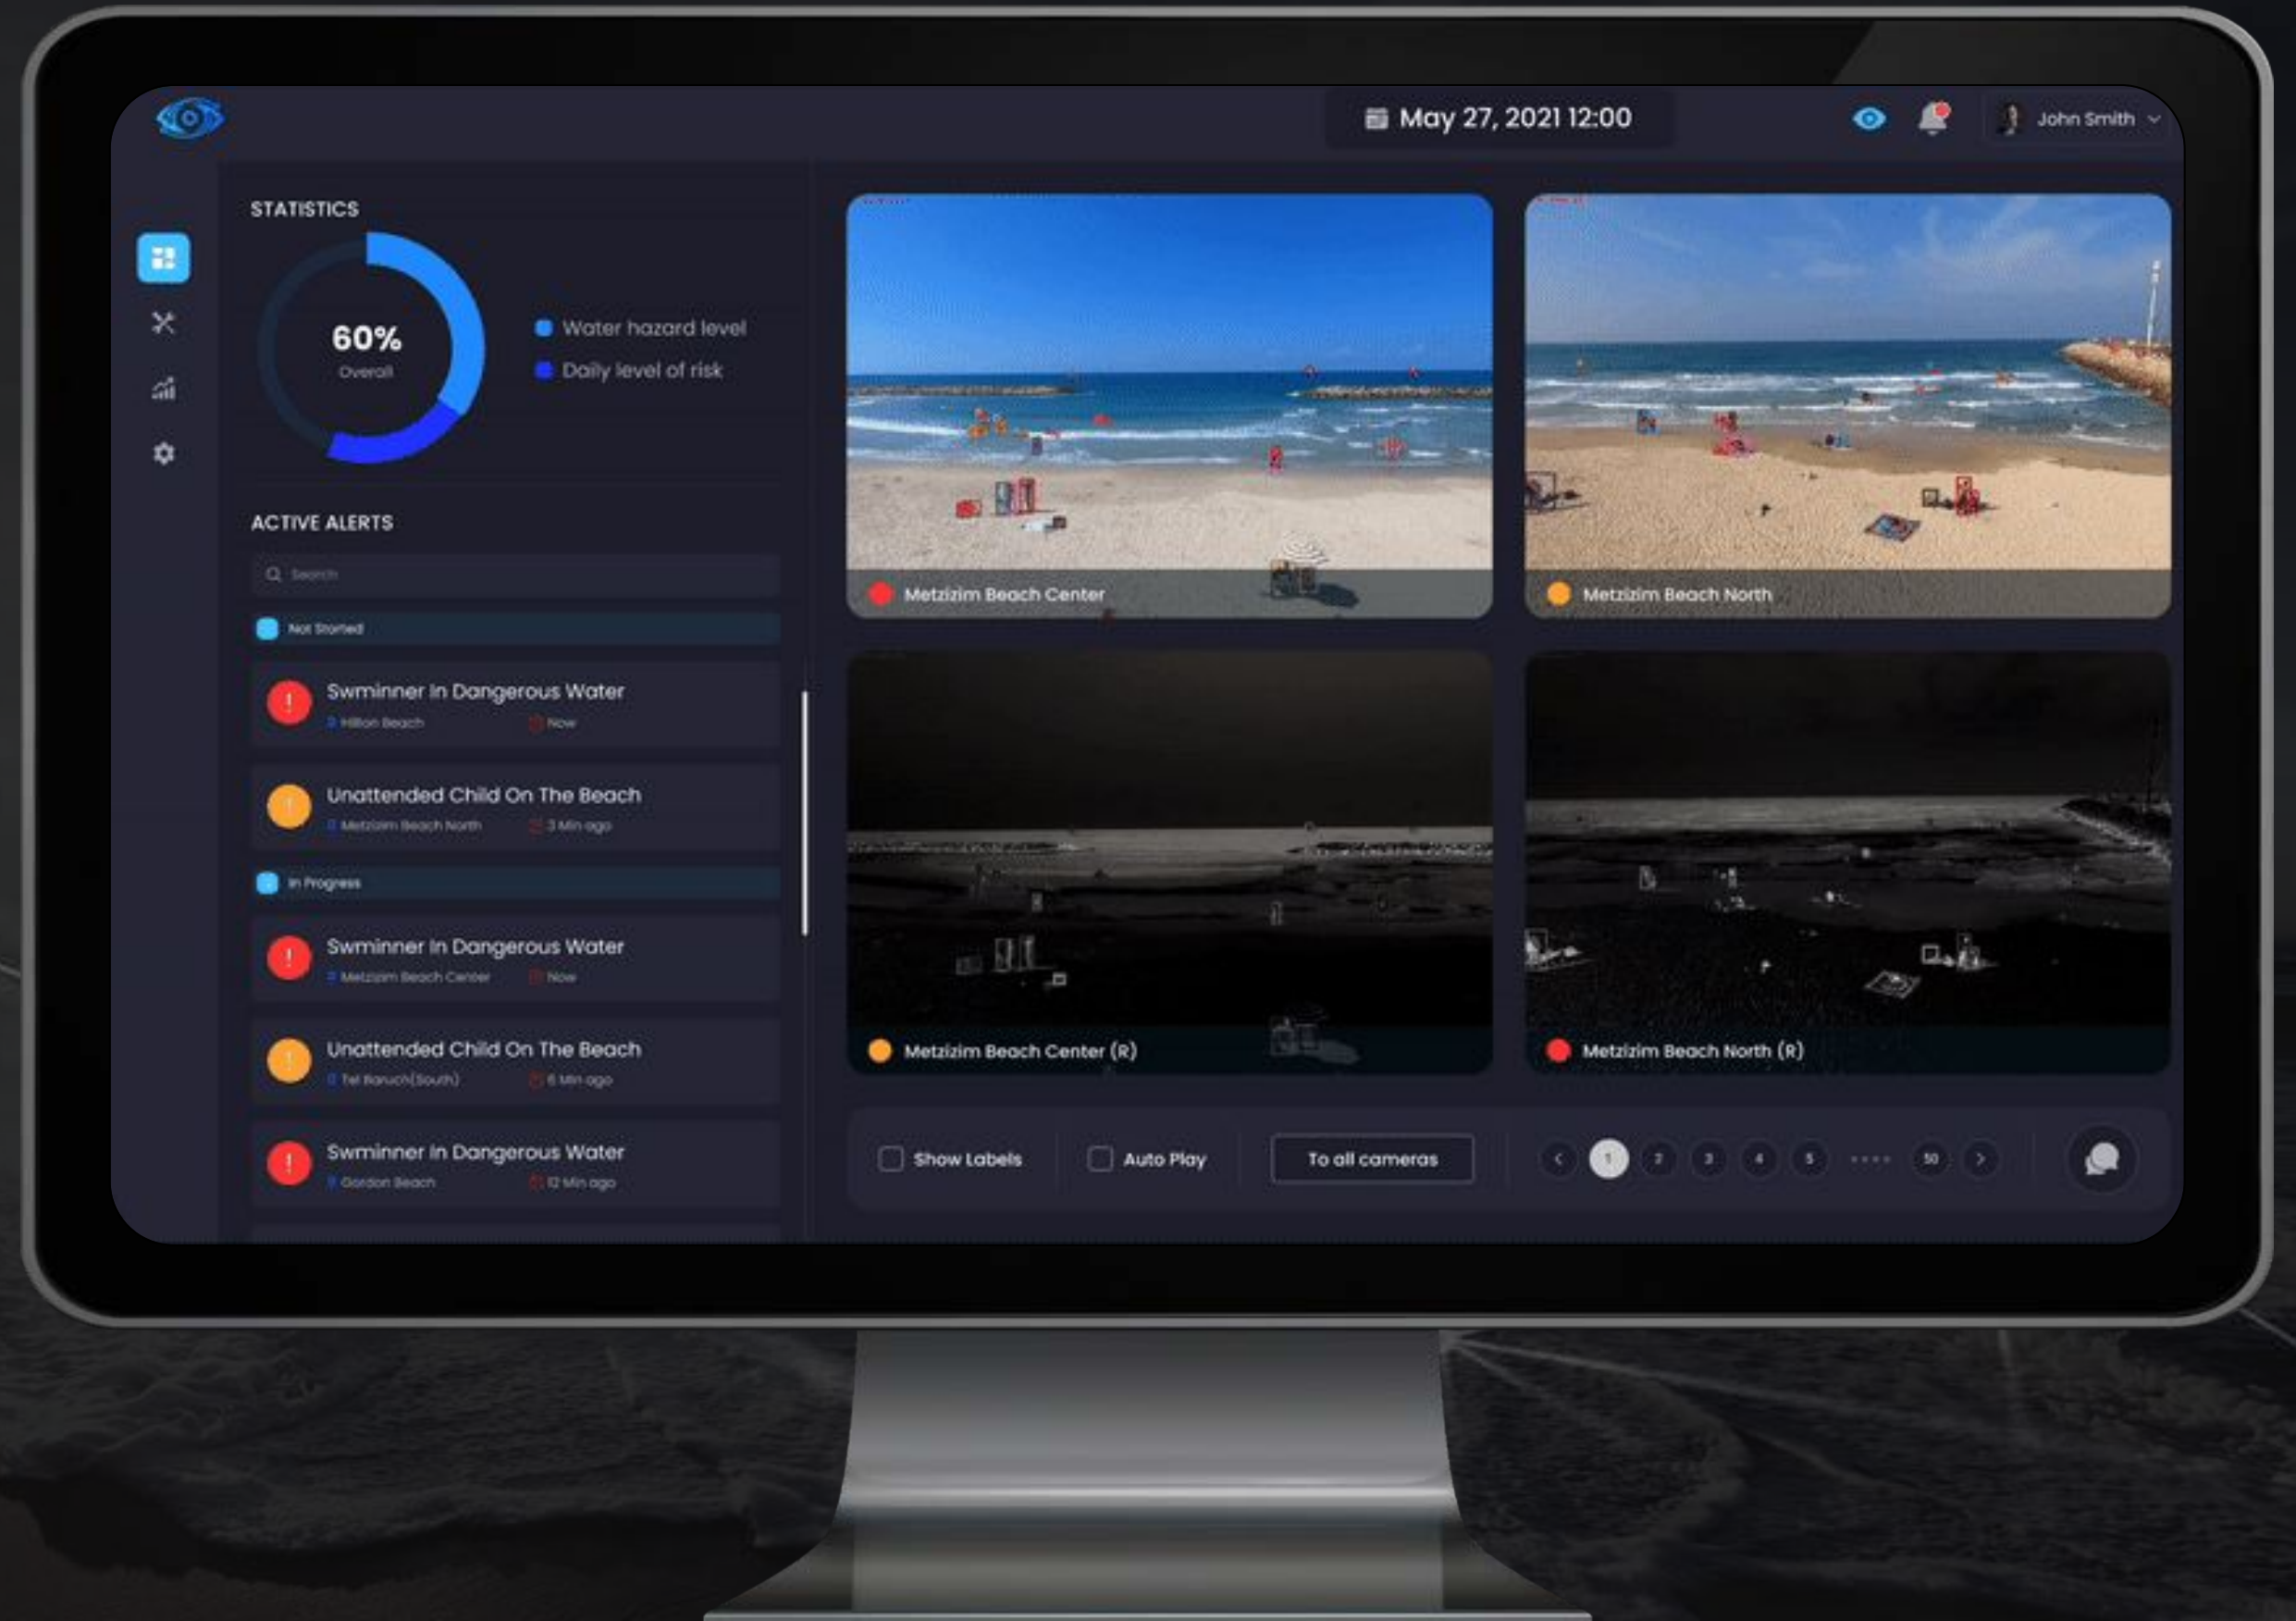 May 27, 2021 12:00
John Smith
STATISTICS
60%
Overall
Water hazard level
Daily level of risk
ACTIVE ALERTS
Search
Not Started
Swminner In Dangerous Water
Hilton Beach Now
Unattended Child On The Beach
Metzizim Beach North 3 Min ago
In Progress
Swminner In Dangerous Water
Metzizim Beach Center Now
Unattended Child On The Beach
Tel Baruch(South) 6 Min ago
Swminner In Dangerous Water
Gordon Beach 12 Min ago
Metzizim Beach Center
Metzizim Beach North
Metzizim Beach Center (R)
Metzizim Beach North (R)
Show Labels Auto Play To all cameras < 1 2 3 4 5 .... 50 >